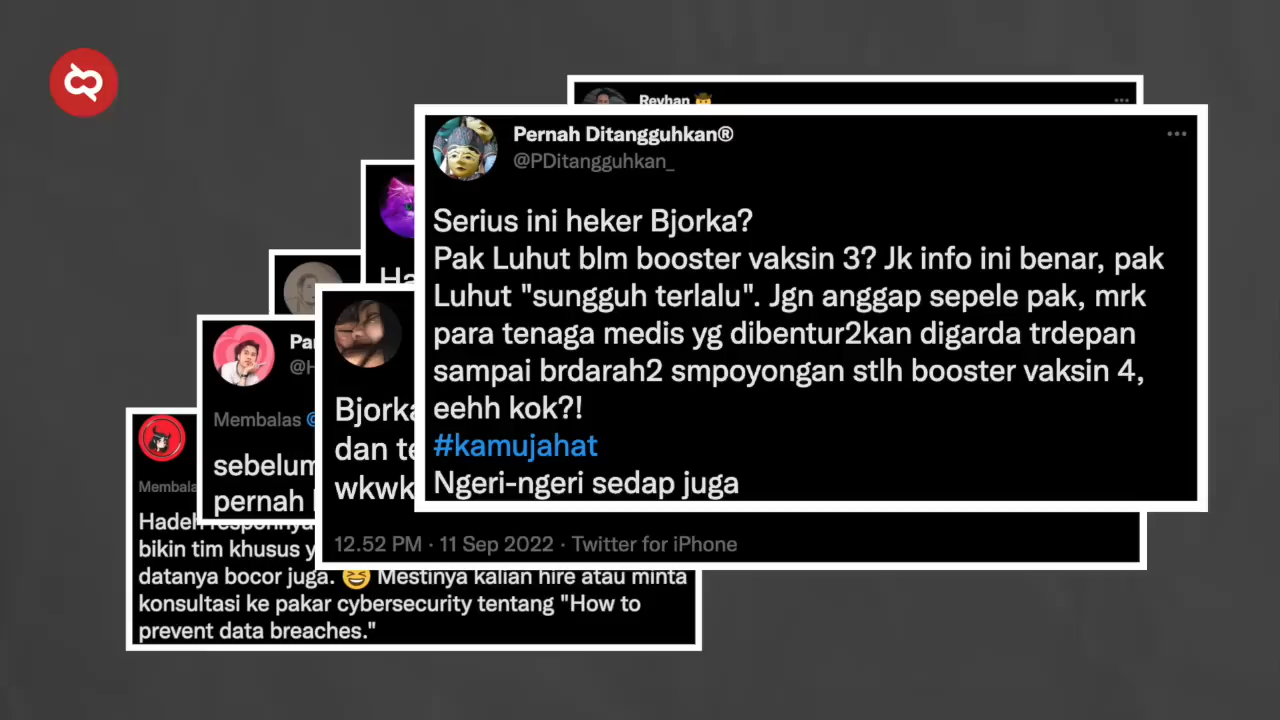 Reyhan
Pernah Ditangguhkan®
@PDitangguhkan_
Serius ini heker Bjorka?
Pak Luhut blm booster vaksin 3? Jk info ini benar, pak
Luhut "sungguh terlalu". Jgn anggap sepele pak, mrk
para tenaga medis yg dibentur2kan digarda trdepan
sampai brdarah2 smpoyongan stlh booster vaksin 4,
eehh kok?!
#kamujahat
Ngeri-ngeri sedap juga
Ha
Bjorka
dan te
wkwk
12.52 PM · 11 Sep 2022 · Twitter for iPhone
Pa
@H
Membalas @
sebelum
pernah
Membala
Hadeh responnya
bikin tim khusus y
datanya bocor juga. 😆 Mestinya kalian hire atau minta
konsultasi ke pakar cybersecurity tentang "How to
prevent data breaches."